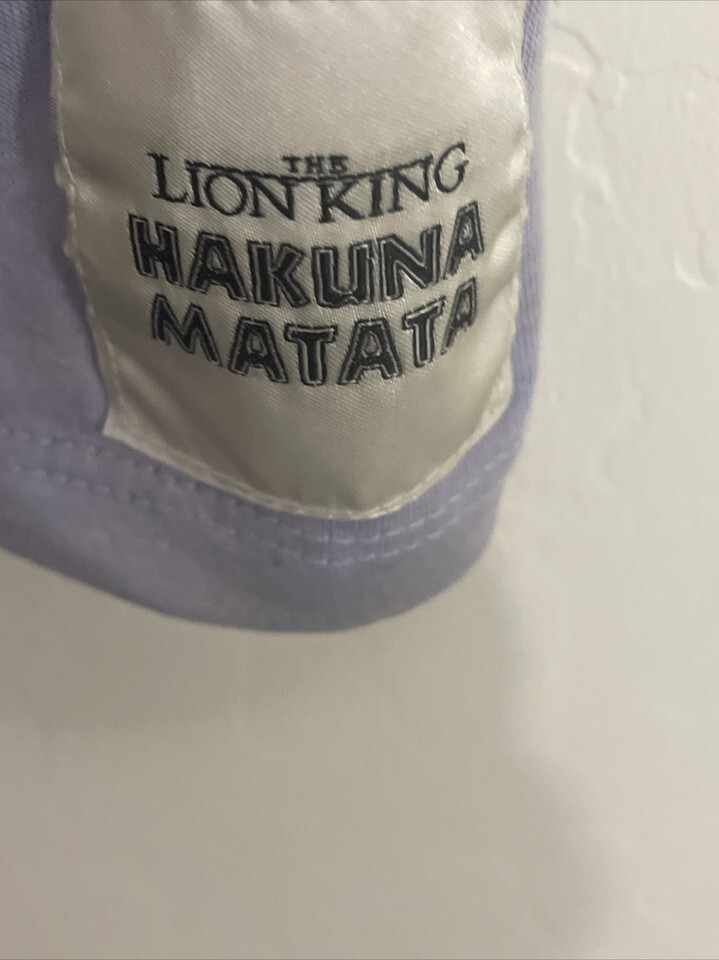 THE
LION KING
HAKUNA
MATATA